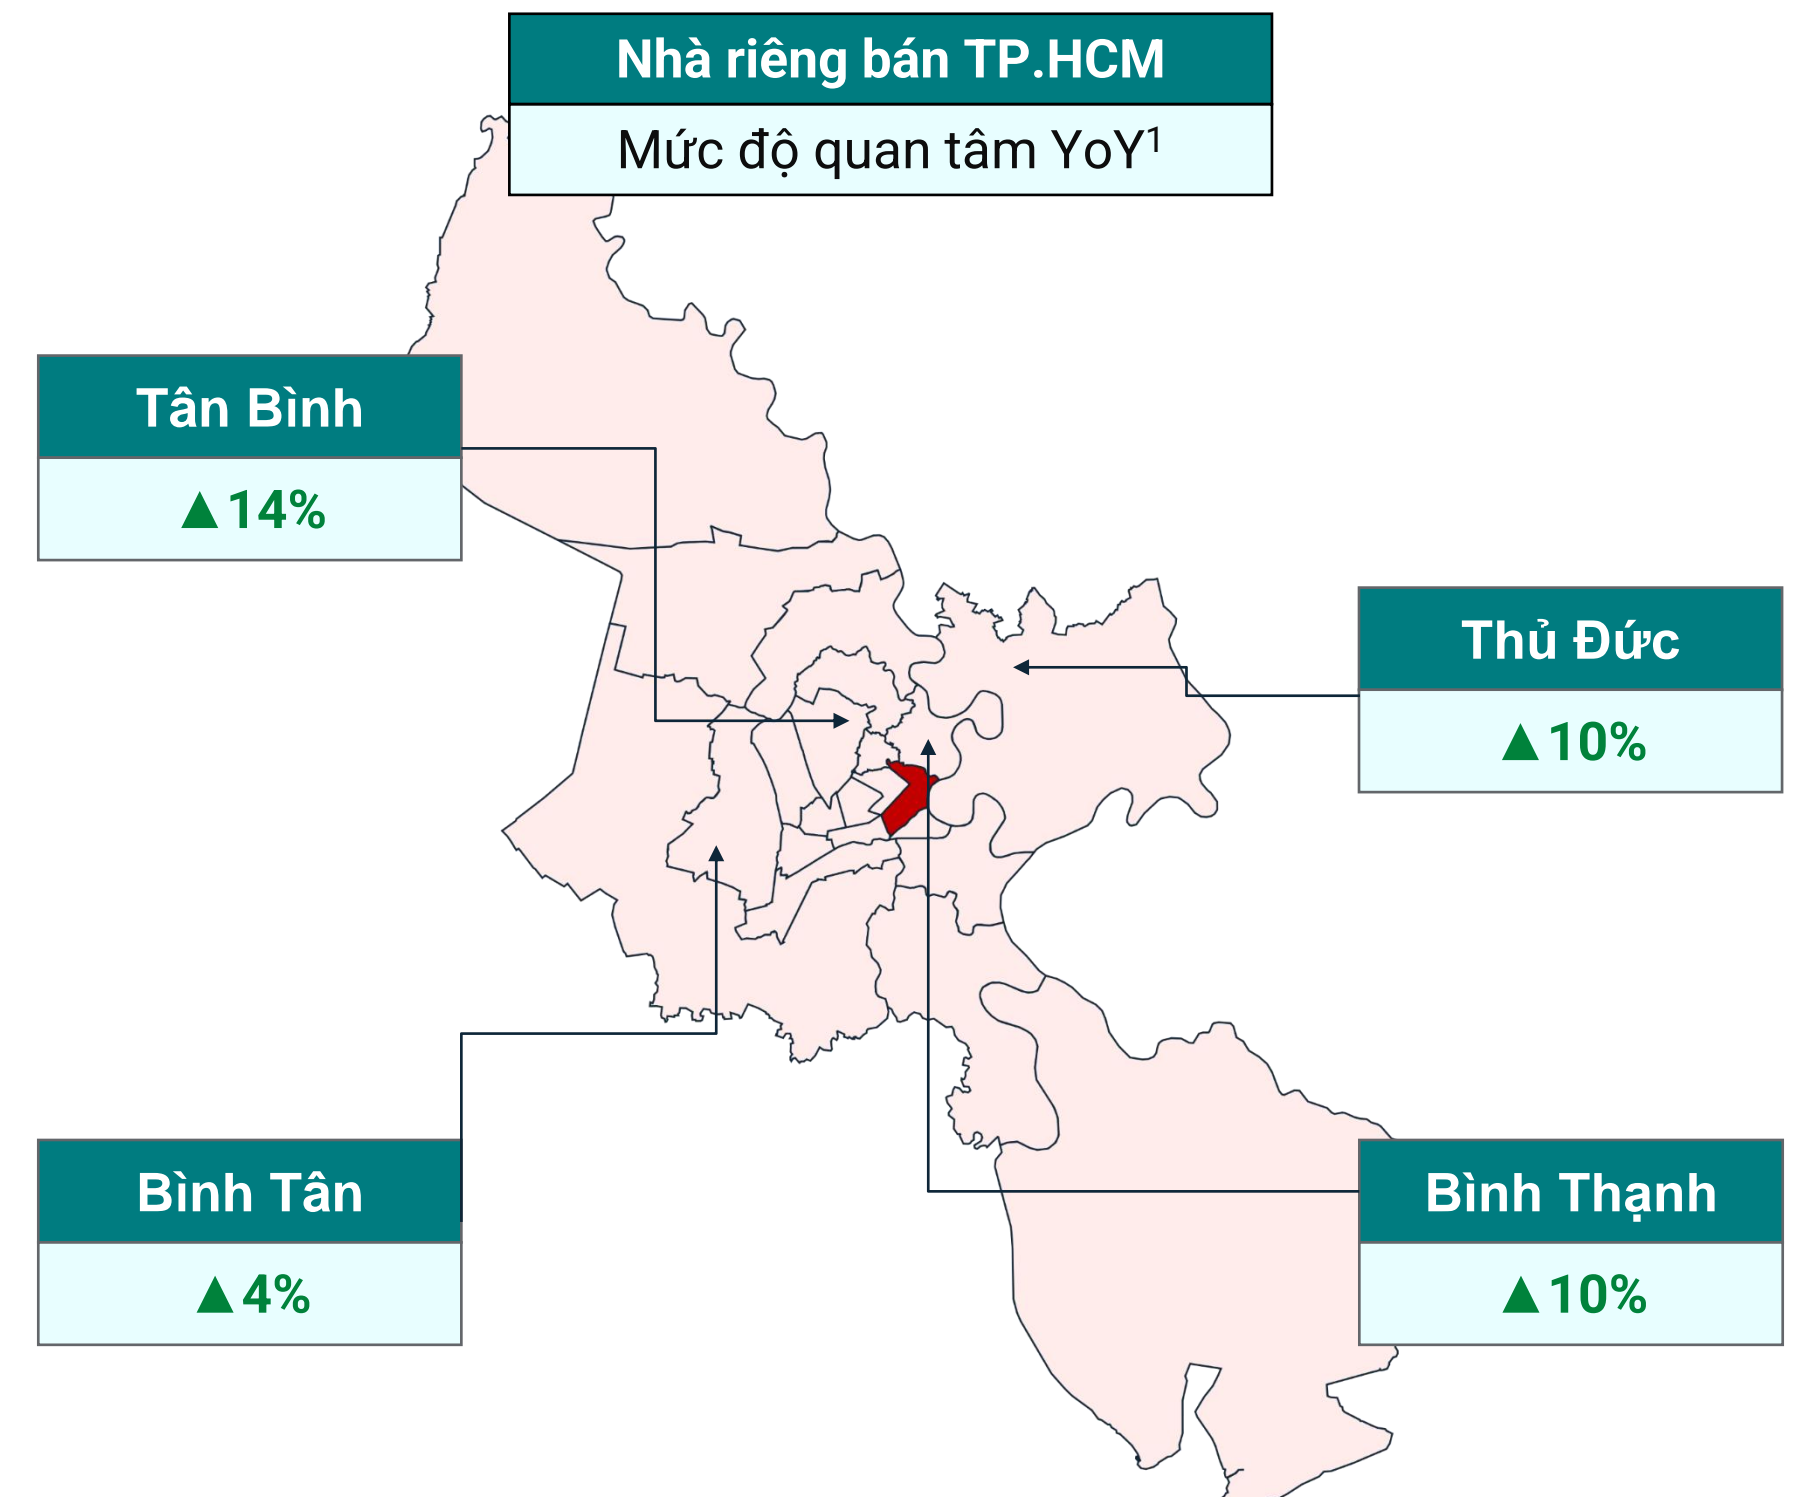 Nhà riêng bán TP.HCM
Mức độ quan tâm YoY¹
Tân Bình
▲14%
Thủ Đức
▲10%
Bình Tân
▲4%
Bình Thạnh
▲10%